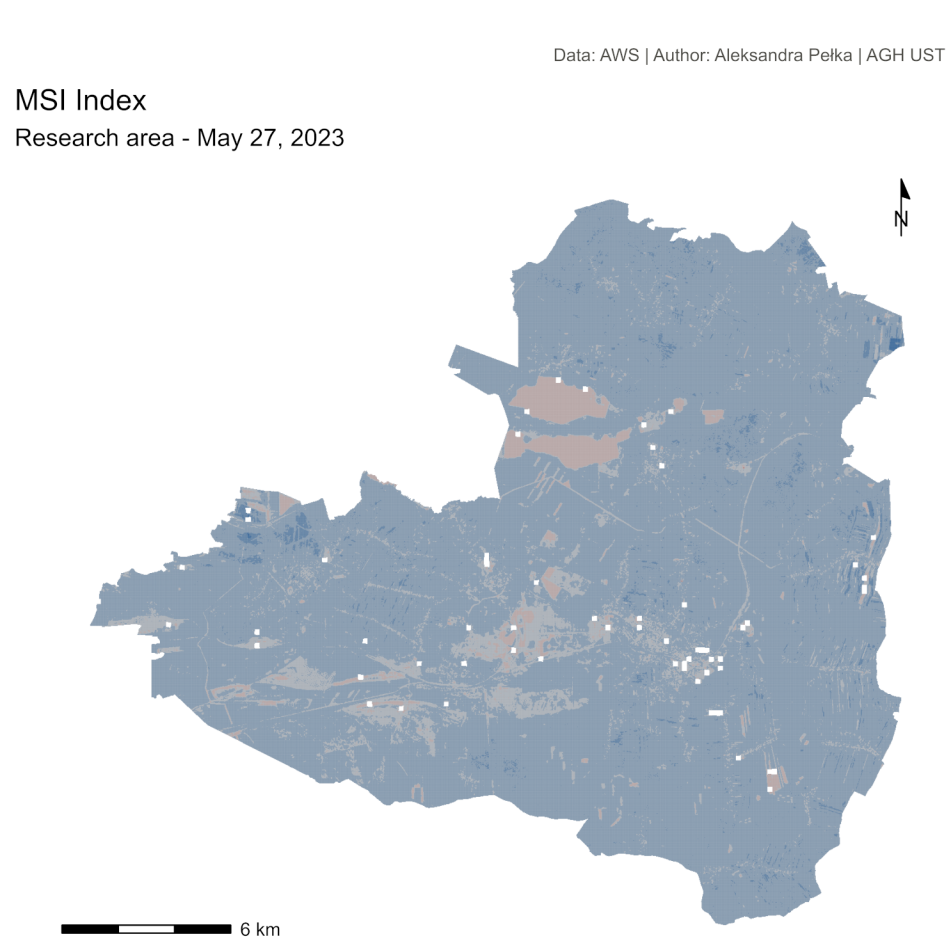 Data: AWS | Author: Aleksandra Pełka | AGH UST
MSI Index
Research area - May 27, 2023
N
6 km